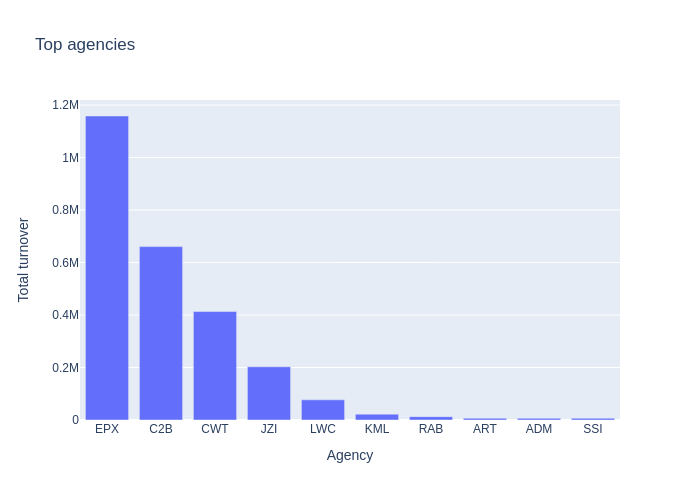 Top agencies
1.2M
1M
0.8M
0.6M
0.4M
0.2M
0
Total turnover
EPX C2B CWT JZI LWC KML RAB ART ADM SSI
Agency